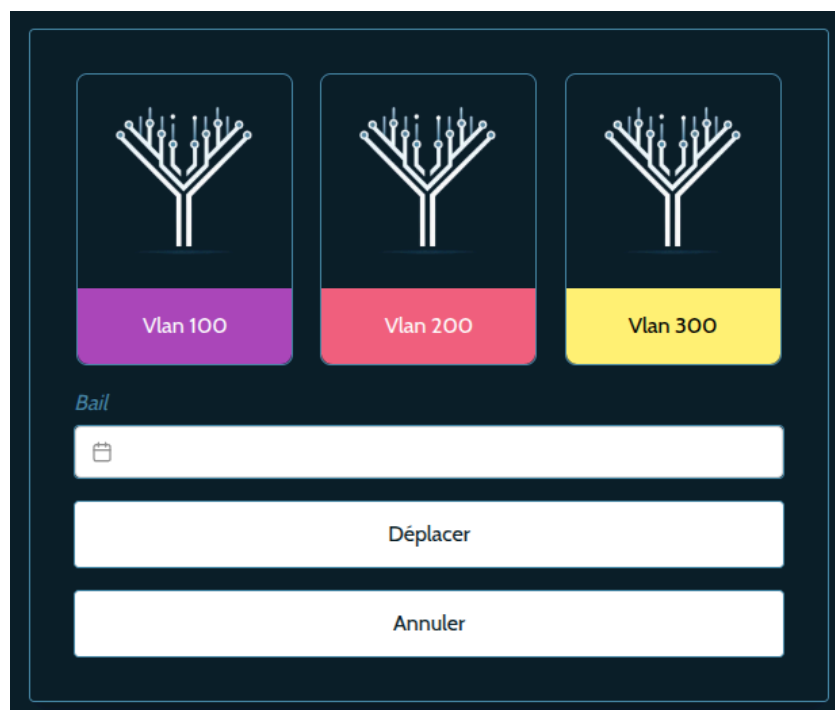 Vlan 100
Vlan 200
Vlan 300
Bail
Déplacer
Annuler